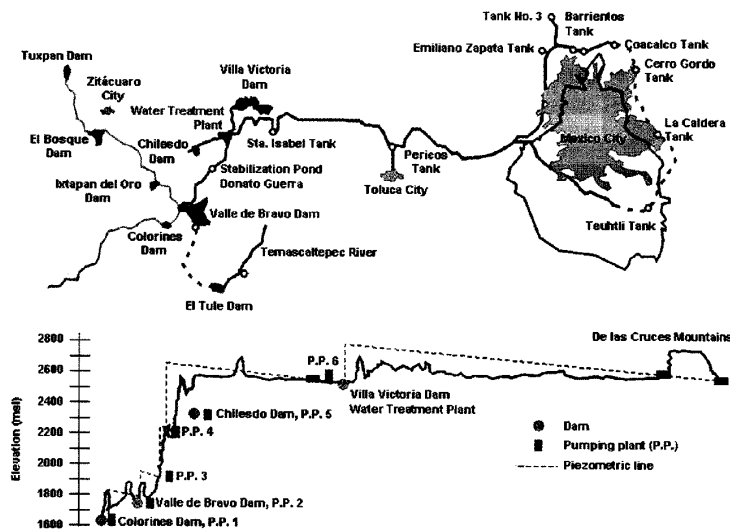 Tank No. 3
Barrientos
Tank
Emiliano Zapata Tank
Coacalco Tank
Cerro Gordo
Tank
Tuxpan Dam
Zitácuaro
City
Villa Victoria
Dam
Water Treatment
Plant
El Bosque
Dam
Chilesdo
Dam
Sta. Isabel Tank
Mexico City
La Caldera
Tank
Pericos
Tank
Toluca City
Stabilization Pond
Donato Guerra
Ixtapan del Oro
Dam
Valle de Bravo Dam
Colorines
Dam
Temascaltepec River
Teuhtli Tank
El Tule Dam
Elevation (msl)
2800
2600
2400
2200
2000
1800
1600
P.P. 6
De las Cruces Mountains
Villa Victoria Dam
Water Treatment Plant
Chilesdo Dam, P.P. 5
P.P. 4
P.P. 3
Valle de Bravo Dam, P.P. 2
Colorines Dam, P.P. 1
Dam
Pumping plant (P.P.)
Piezometric line